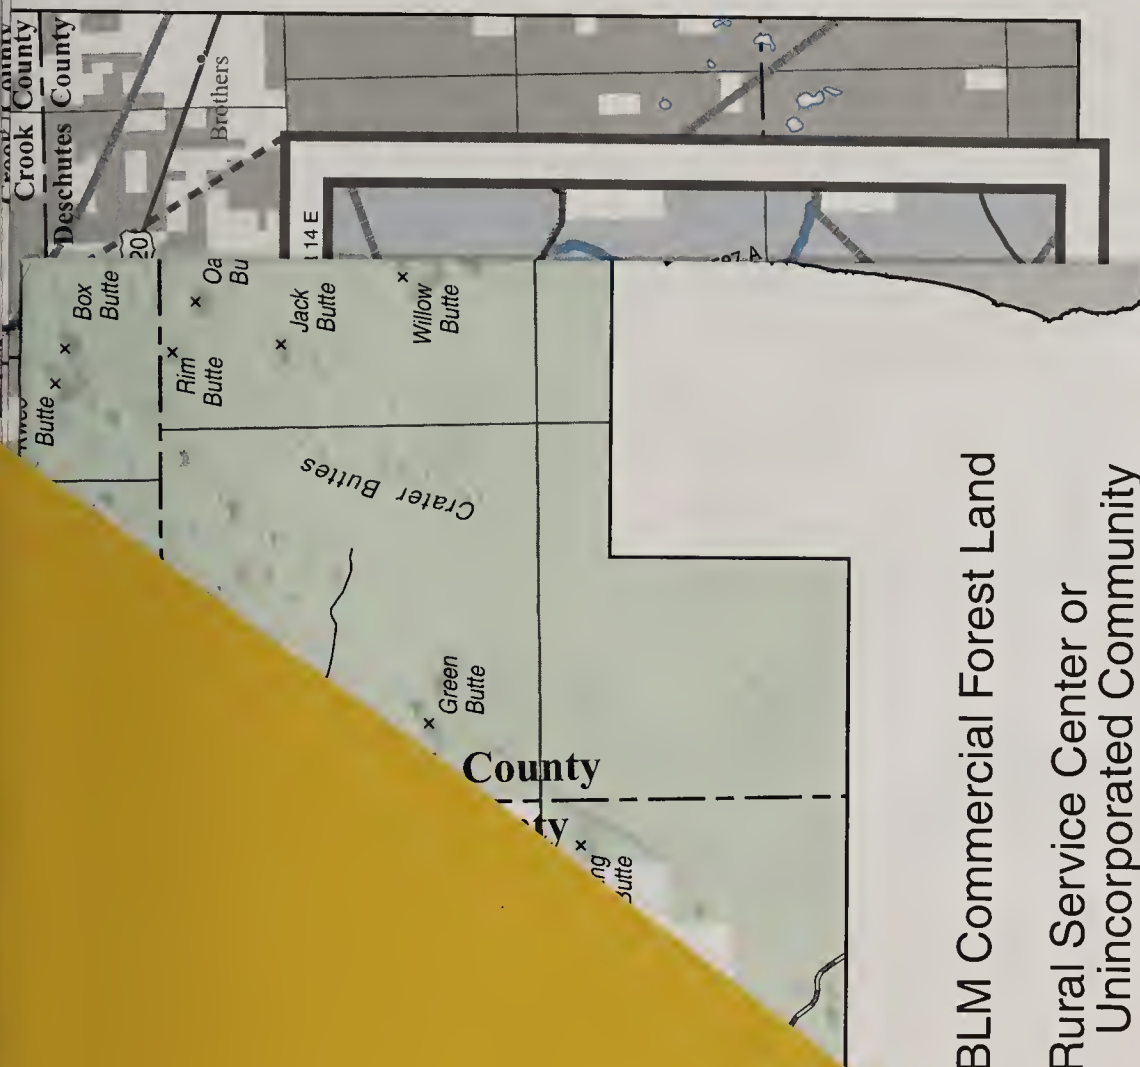 Crook County
Deschutes County
Brothers
20
14 E
Box
Butte
Butte
Rim
Butte
Jack
Butte
Willow
Butte
Crater Buttes
Green
Butte
County
BLM Commercial Forest Land
Rural Service Center or
Unincorporated Community